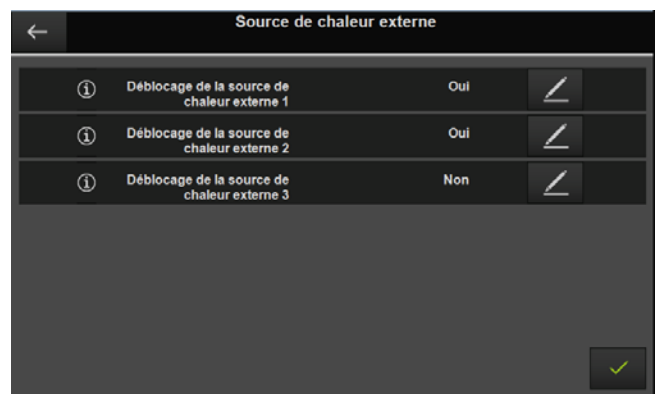 Source de chaleur externe
Déblocage de la source de
chaleur externe 1
Oui
Déblocage de la source de
chaleur externe 2
Oui
Déblocage de la source de
chaleur externe 3
Non